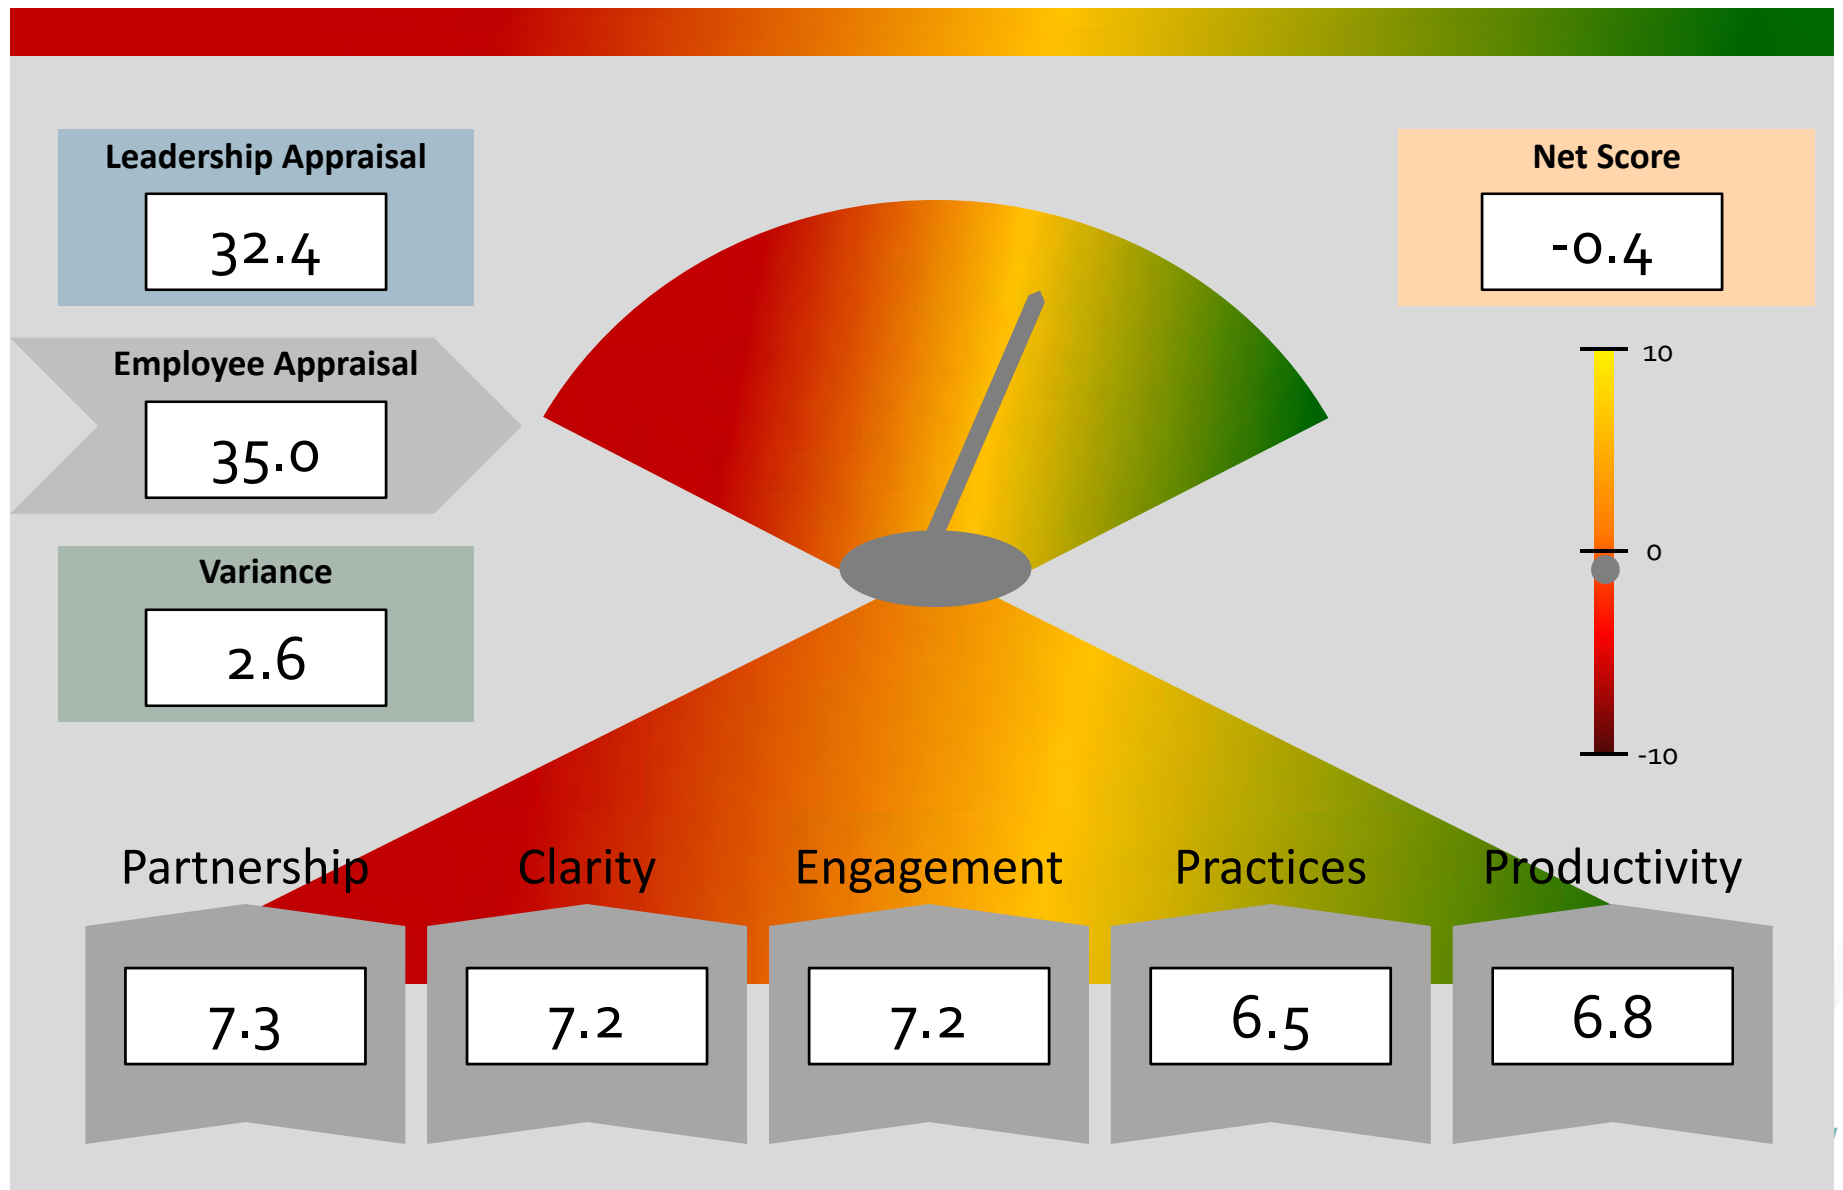 Leadership Appraisal
32.4
Net Score
-0.4
Employee Appraisal
35.0
10
0
-10
Variance
2.6
Partnership
Clarity
Engagement
Practices
Productivity
7.3
7.2
7.2
6.5
6.8